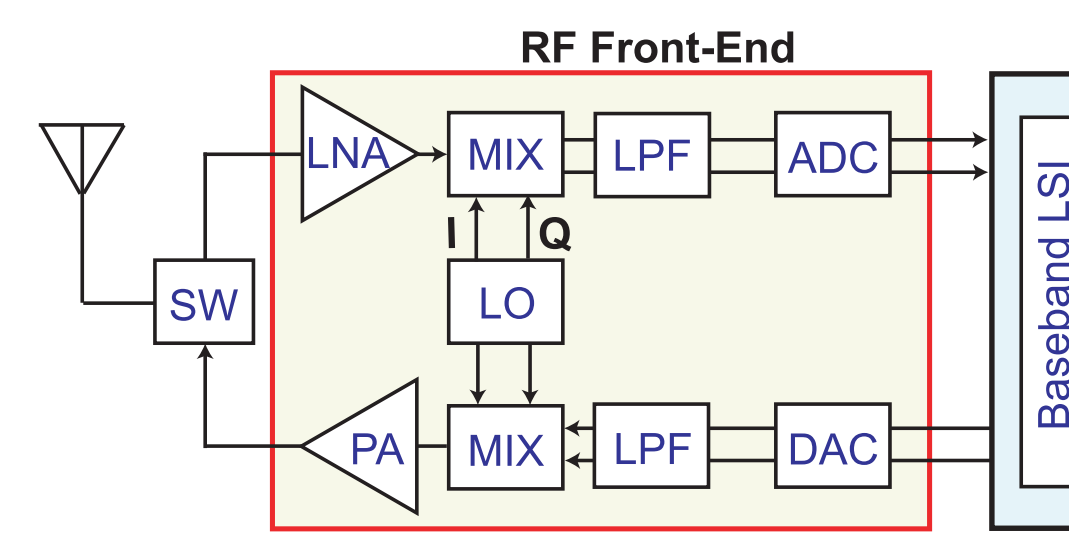 RF Front-End
LNA
MIX
LPF
ADC
I
Q
SW
LO
PA
MIX
LPF
DAC
Baseband LSI